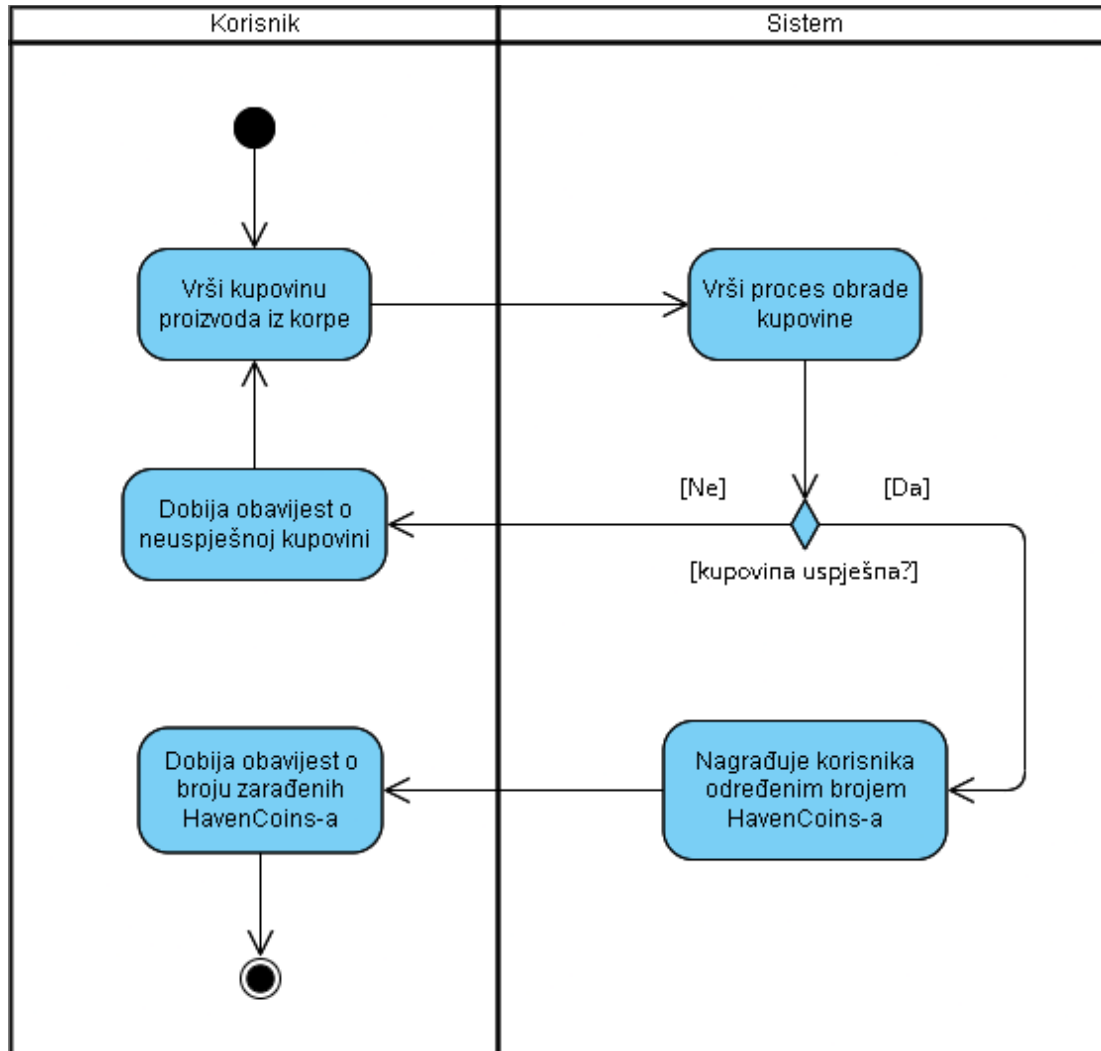 Korisnik
Sistem
Vrši kupovinu
proizvoda iz korpe
Vrši proces obrade
kupovine
[Ne]
[Da]
Dobija obavijest o
neuspješnoj kupovini
[kupovina uspješna?]
Dobija obavijest o
broju zarađenih
HavenCoins-a
Nagrađuje korisnika
određenim brojem
HavenCoins-a